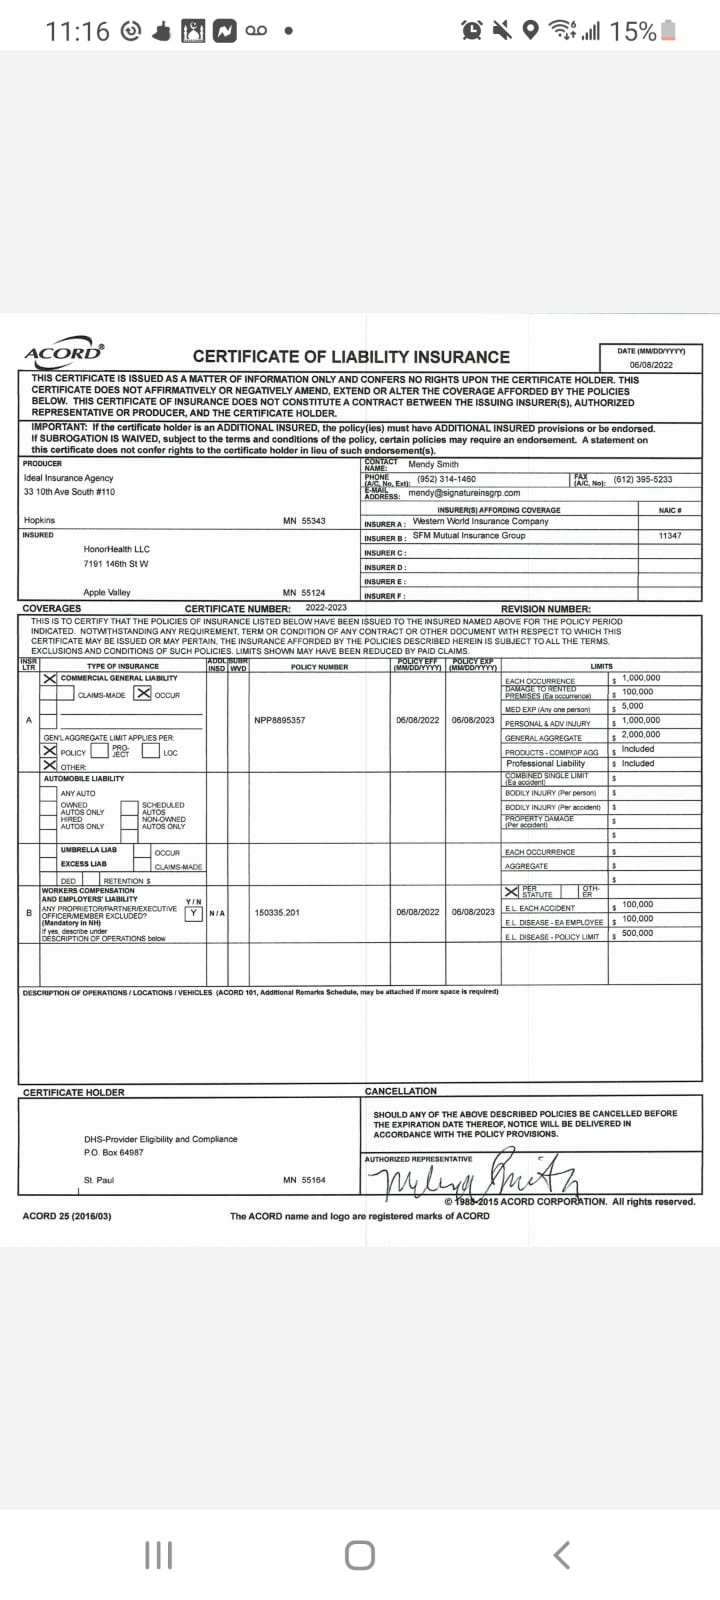 11:16
15%
ACORD®
CERTIFICATE OF LIABILITY INSURANCE
DATE (MM/DD/YYYY)
06/08/2022
THIS CERTIFICATE IS ISSUED AS A MATTER OF INFORMATION ONLY AND CONFERS NO RIGHTS UPON THE CERTIFICATE HOLDER. THIS
CERTIFICATE DOES NOT AFFIRMATIVELY OR NEGATIVELY AMEND, EXTEND OR ALTER THE COVERAGE AFFORDED BY THE POLICIES
BELOW. THIS CERTIFICATE OF INSURANCE DOES NOT CONSTITUTE A CONTRACT BETWEEN THE ISSUING INSURER(S), AUTHORIZED
REPRESENTATIVE OR PRODUCER, AND THE CERTIFICATE HOLDER.
IMPORTANT: If the certificate holder is an ADDITIONAL INSURED, the policy(ies) must have ADDITIONAL INSURED provisions or be endorsed.
If SUBROGATION IS WAIVED, subject to the terms and conditions of the policy, certain policies may require an endorsement. A statement on
this certificate does not confer rights to the certificate holder in lieu of such endorsement(s).
PRODUCER
Ideal Insurance Agency
33 10th Ave South #110
Hopkins MN 55343
CONTACT NAME: Mendy Smith
PHONE (A/C, No, Ext): (952) 314-1460 FAX (A/C, No): (612) 395-5233
E-MAIL ADDRESS: mendy@signatureinsgrp.com
INSURER(S) AFFORDING COVERAGE NAIC #
INSURER A : Western World Insurance Company
INSURED
HonorHealth LLC
7191 146th St W
Apple Valley MN 55124
INSURER B : SFM Mutual Insurance Group 11347
INSURER C :
INSURER D :
INSURER E :
INSURER F :
COVERAGES CERTIFICATE NUMBER: 2022-2023 REVISION NUMBER:
THIS IS TO CERTIFY THAT THE POLICIES OF INSURANCE LISTED BELOW HAVE BEEN ISSUED TO THE INSURED NAMED ABOVE FOR THE POLICY PERIOD
INDICATED. NOTWITHSTANDING ANY REQUIREMENT, TERM OR CONDITION OF ANY CONTRACT OR OTHER DOCUMENT WITH RESPECT TO WHICH THIS
CERTIFICATE MAY BE ISSUED OR MAY PERTAIN, THE INSURANCE AFFORDED BY THE POLICIES DESCRIBED HEREIN IS SUBJECT TO ALL THE TERMS,
EXCLUSIONS AND CONDITIONS OF SUCH POLICIES. LIMITS SHOWN MAY HAVE BEEN REDUCED BY PAID CLAIMS.
INSR LTR TYPE OF INSURANCE ADDL INSD SUBR WVD POLICY NUMBER POLICY EFF (MM/DD/YYYY) POLICY EXP (MM/DD/YYYY) LIMITS
X COMMERCIAL GENERAL LIABILITY EACH OCCURRENCE $ 1,000,000
CLAIMS-MADE X OCCUR DAMAGE TO RENTED PREMISES (Ea occurrence) $ 100,000
MED EXP (Any one person) $ 5,000
A NPP8895357 06/08/2022 06/08/2023 PERSONAL & ADV INJURY $ 1,000,000
GEN'L AGGREGATE LIMIT APPLIES PER: GENERAL AGGREGATE $ 2,000,000
X POLICY PRO-JECT LOC PRODUCTS - COMP/OP AGG $ Included
X OTHER: Professional Liability $ Included
AUTOMOBILE LIABILITY COMBINED SINGLE LIMIT (Ea accident) $
ANY AUTO BODILY INJURY (Per person) $
OWNED AUTOS ONLY SCHEDULED AUTOS BODILY INJURY (Per accident) $
HIRED AUTOS ONLY NON-OWNED AUTOS ONLY PROPERTY DAMAGE (Per accident) $
$
UMBRELLA LIAB OCCUR EACH OCCURRENCE $
EXCESS LIAB CLAIMS-MADE AGGREGATE $
DED RETENTION $ $
WORKERS COMPENSATION
AND EMPLOYERS' LIABILITY Y / N X PER STATUTE OTH-ER
B ANY PROPRIETOR/PARTNER/EXECUTIVE OFFICER/MEMBER EXCLUDED? Y N / A 150335.201 06/08/2022 06/08/2023 E.L. EACH ACCIDENT $ 100,000
(Mandatory in NH) E.L. DISEASE - EA EMPLOYEE $ 100,000
If yes, describe under
DESCRIPTION OF OPERATIONS below E.L. DISEASE - POLICY LIMIT $ 500,000
DESCRIPTION OF OPERATIONS / LOCATIONS / VEHICLES (ACORD 101, Additional Remarks Schedule, may be attached if more space is required)
CERTIFICATE HOLDER
DHS-Provider Eligibility and Compliance
P.O. Box 64987
St. Paul MN 55164
CANCELLATION
SHOULD ANY OF THE ABOVE DESCRIBED POLICIES BE CANCELLED BEFORE
THE EXPIRATION DATE THEREOF, NOTICE WILL BE DELIVERED IN
ACCORDANCE WITH THE POLICY PROVISIONS.
AUTHORIZED REPRESENTATIVE
© 1988-2015 ACORD CORPORATION. All rights reserved.
ACORD 25 (2016/03) The ACORD name and logo are registered marks of ACORD